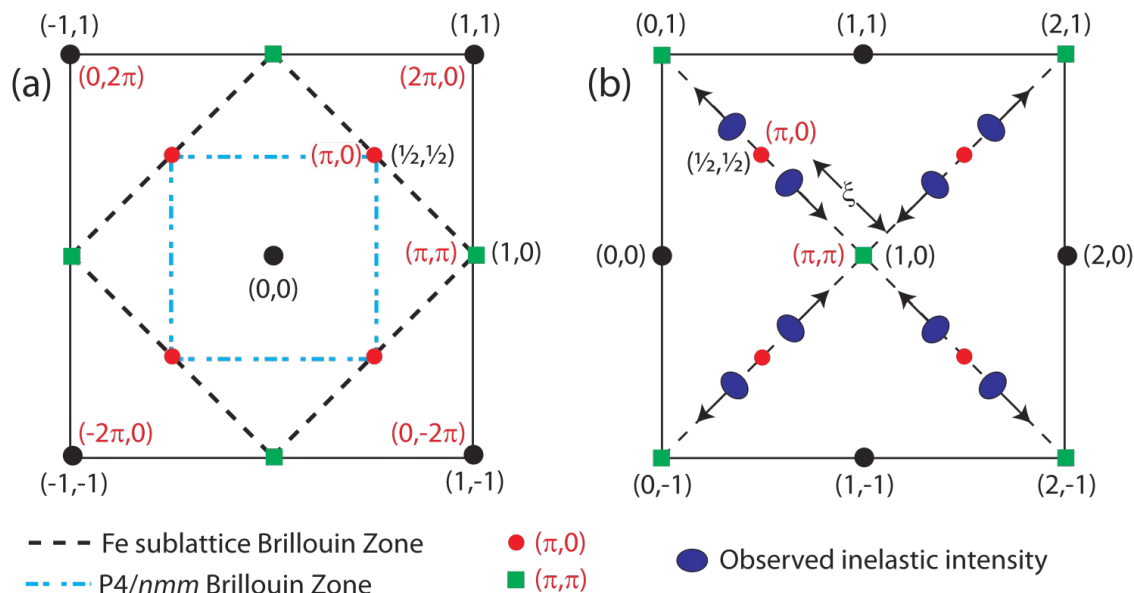 (-1,1) (1,1) (0,1) (1,1) (2,1)
(a) (0,2π) (2π,0) (b)
(π,0) (½,½) (½,½) (π,0)
ξ
(π,π) (1,0) (0,0) (π,π) (1,0) (2,0)
(0,0)
(-2π,0) (0,-2π)
(-1,-1) (1,-1) (0,-1) (1,-1) (2,-1)
Fe sublattice Brillouin Zone (π,0) Observed inelastic intensity
P4/nmm Brillouin Zone (π,π)